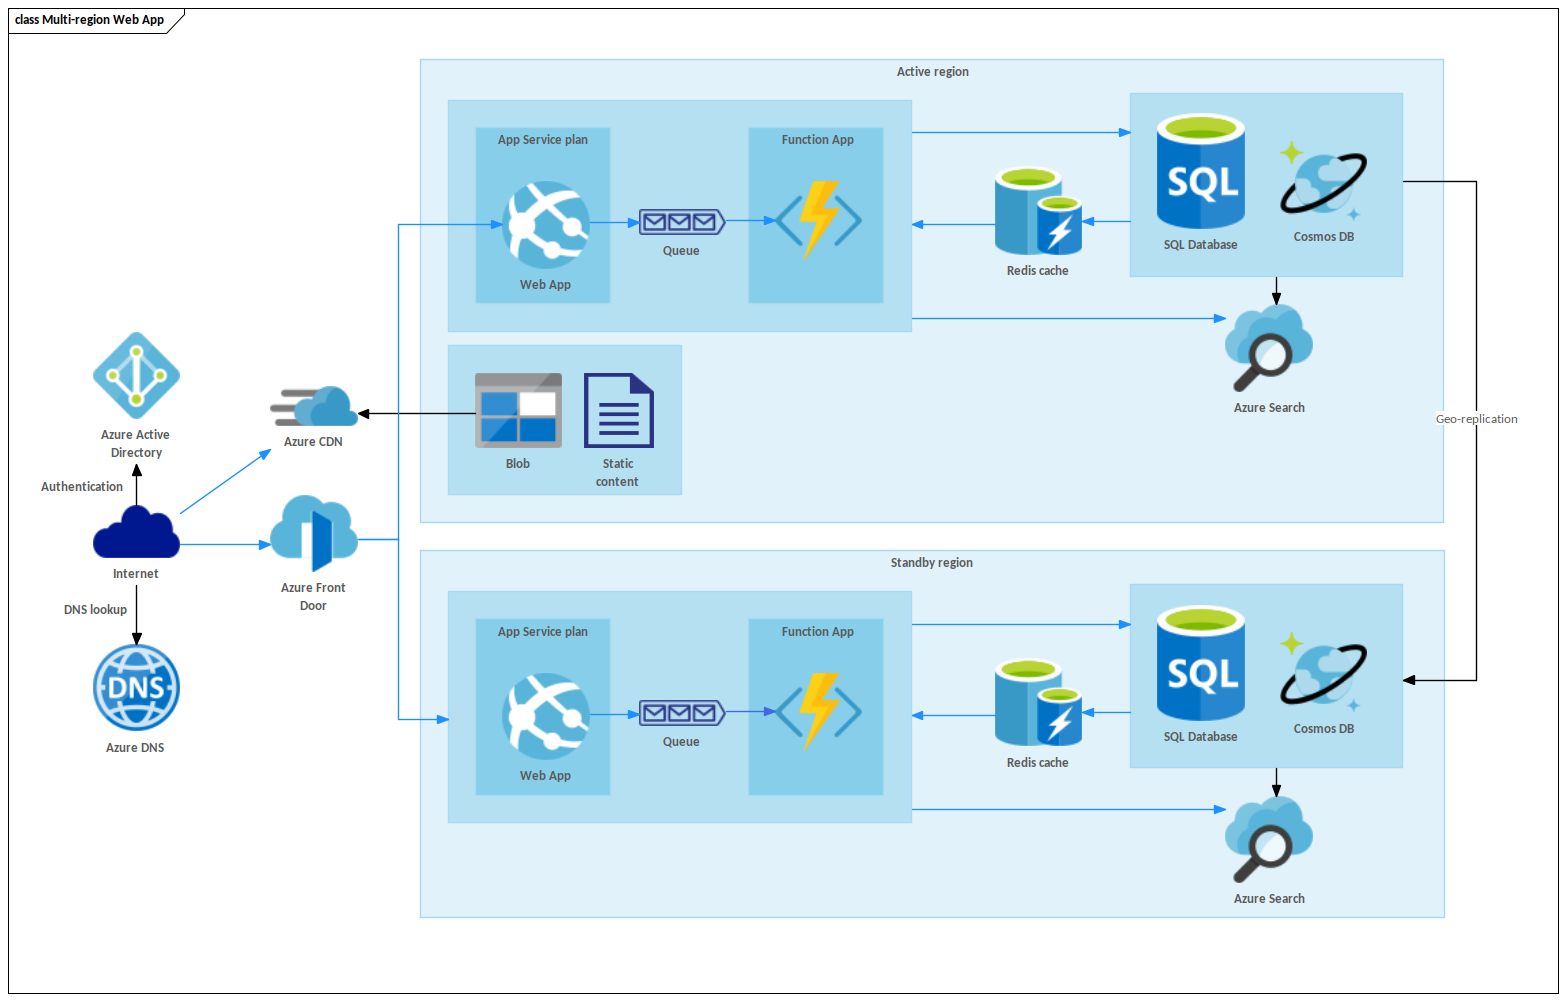 class Multi-region Web App
Active region
App Service plan
Function App
SQL
Web App
Queue
Redis cache
SQL Database
Cosmos DB
Azure Search
Blob
Static
content
Geo-replication
Azure Active
Directory
Authentication
Azure CDN
Internet
Azure Front
Door
DNS lookup
DNS
Azure DNS
Standby region
App Service plan
Function App
SQL
Web App
Queue
Redis cache
SQL Database
Cosmos DB
Azure Search